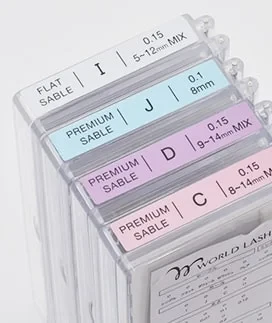 FLAT SABLE | I | 0.15 5~12mm MIX
PREMIUM SABLE | J | 0.1 8mm
PREMIUM SABLE | D | 0.15 9~14mm MIX
PREMIUM SABLE | C | 0.15 8~14mm MIX
WORLD LASH